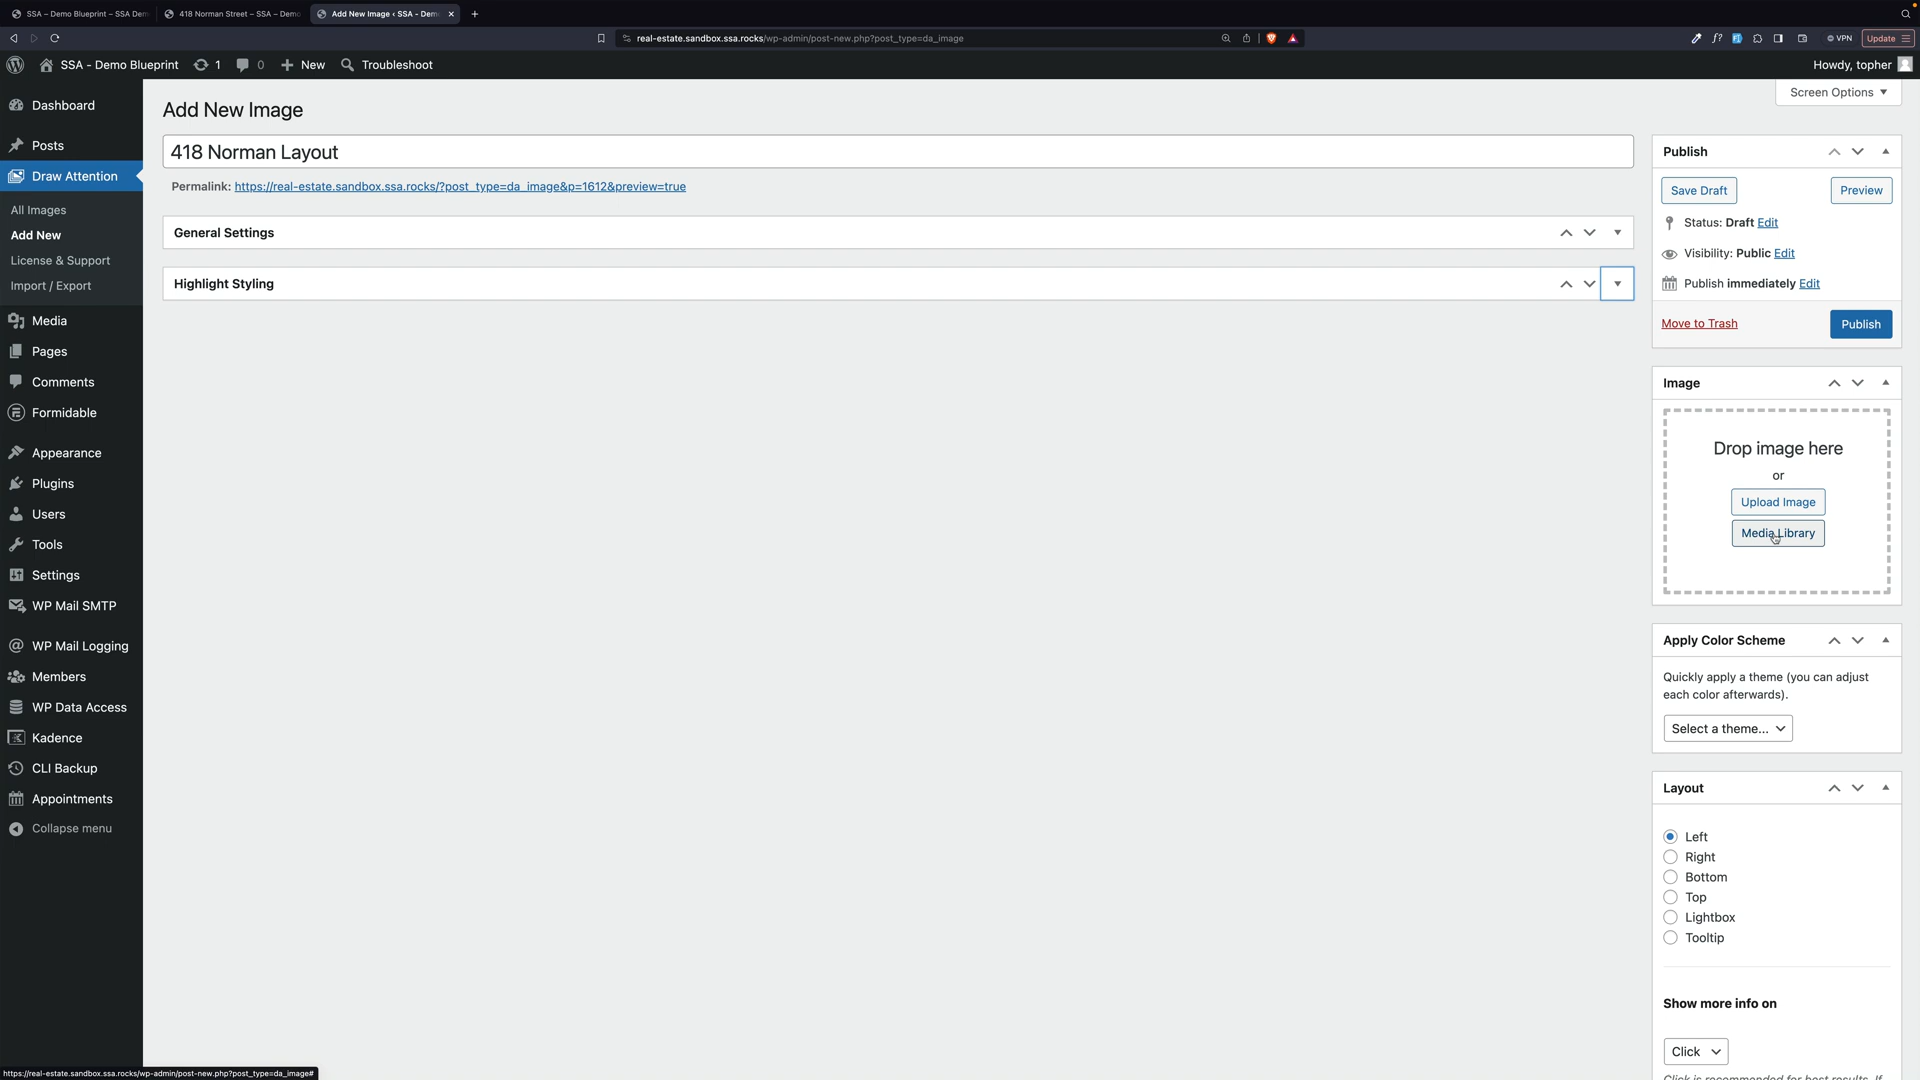 SSA – Demo Blueprint – SSA Dem
418 Norman Street – SSA – Demo
Add New Image ‹ SSA - Dem
real-estate.sandbox.ssa.rocks/wp-admin/post-new.php?post_type=da_image
VPN
Update
SSA - Demo Blueprint
1
0
New
Troubleshoot
Howdy, topher
Dashboard
Posts
Draw Attention
All Images
Add New
License & Support
Import / Export
Media
Pages
Comments
Formidable
Appearance
Plugins
Users
Tools
Settings
WP Mail SMTP
WP Mail Logging
Members
WP Data Access
Kadence
CLI Backup
Appointments
Collapse menu
Screen Options
Add New Image
418 Norman Layout
Permalink: https://real-estate.sandbox.ssa.rocks/?post_type=da_image&p=1612&preview=true
General Settings
Highlight Styling
Publish
Save Draft
Preview
Status: Draft Edit
Visibility: Public Edit
Publish immediately Edit
Move to Trash
Publish
Image
Drop image here
or
Upload Image
Media Library
Apply Color Scheme
Quickly apply a theme (you can adjust
each color afterwards).
Select a theme...
Layout
Left
Right
Bottom
Top
Lightbox
Tooltip
Show more info on
Click
Click is recommended for best results. If
https://real-estate.sandbox.ssa.rocks/wp-admin/post-new.php?post_type=da_image#